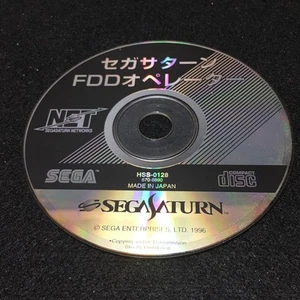 セガサターン
FDDオペレーター
NET
SEGASATURN NETWORKS
HSS-0128
670-5890
MADE IN JAPAN
SEGA
COMPACT
disc
SEGASATURN
© SEGA ENTERPRISES, LTD. 1996